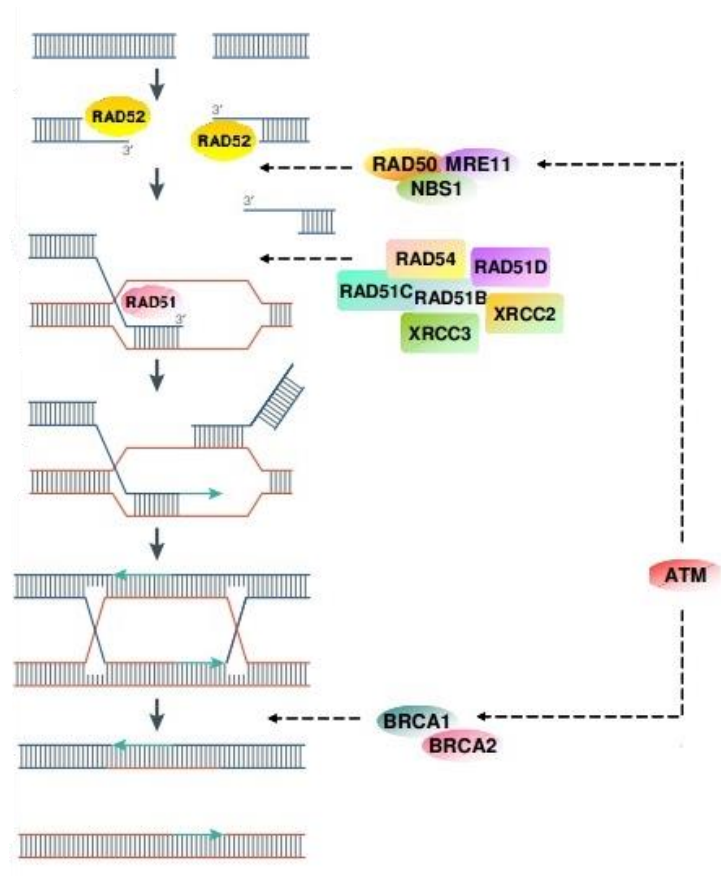 RAD52
3'
3'
RAD52
RAD50 MRE11
NBS1
3'
RAD54
RAD51D
RAD51C RAD51B
RAD51
XRCC2
3'
XRCC3
ATM
BRCA1
BRCA2